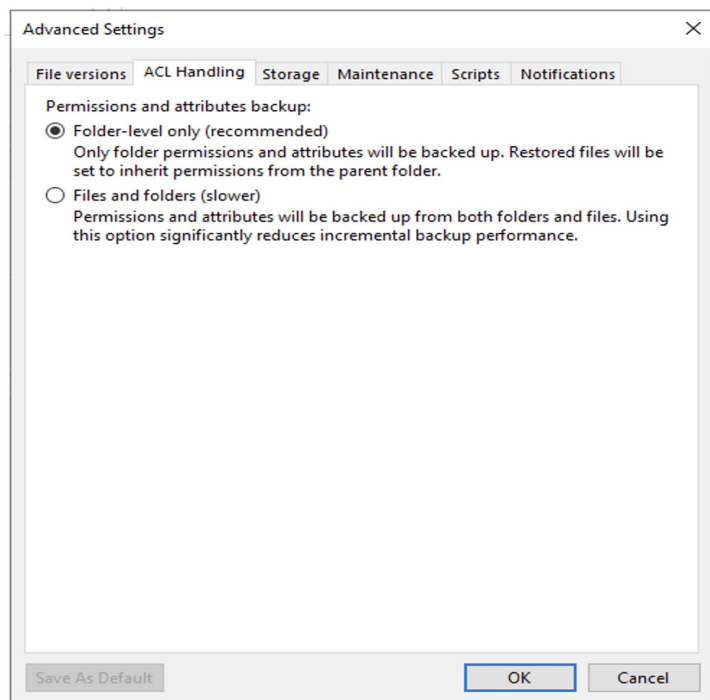 Advanced Settings
File versions ACL Handling Storage Maintenance Scripts Notifications
Permissions and attributes backup:
Folder-level only (recommended)
Only folder permissions and attributes will be backed up. Restored files will be
set to inherit permissions from the parent folder.
Files and folders (slower)
Permissions and attributes will be backed up from both folders and files. Using
this option significantly reduces incremental backup performance.
Save As Default OK Cancel